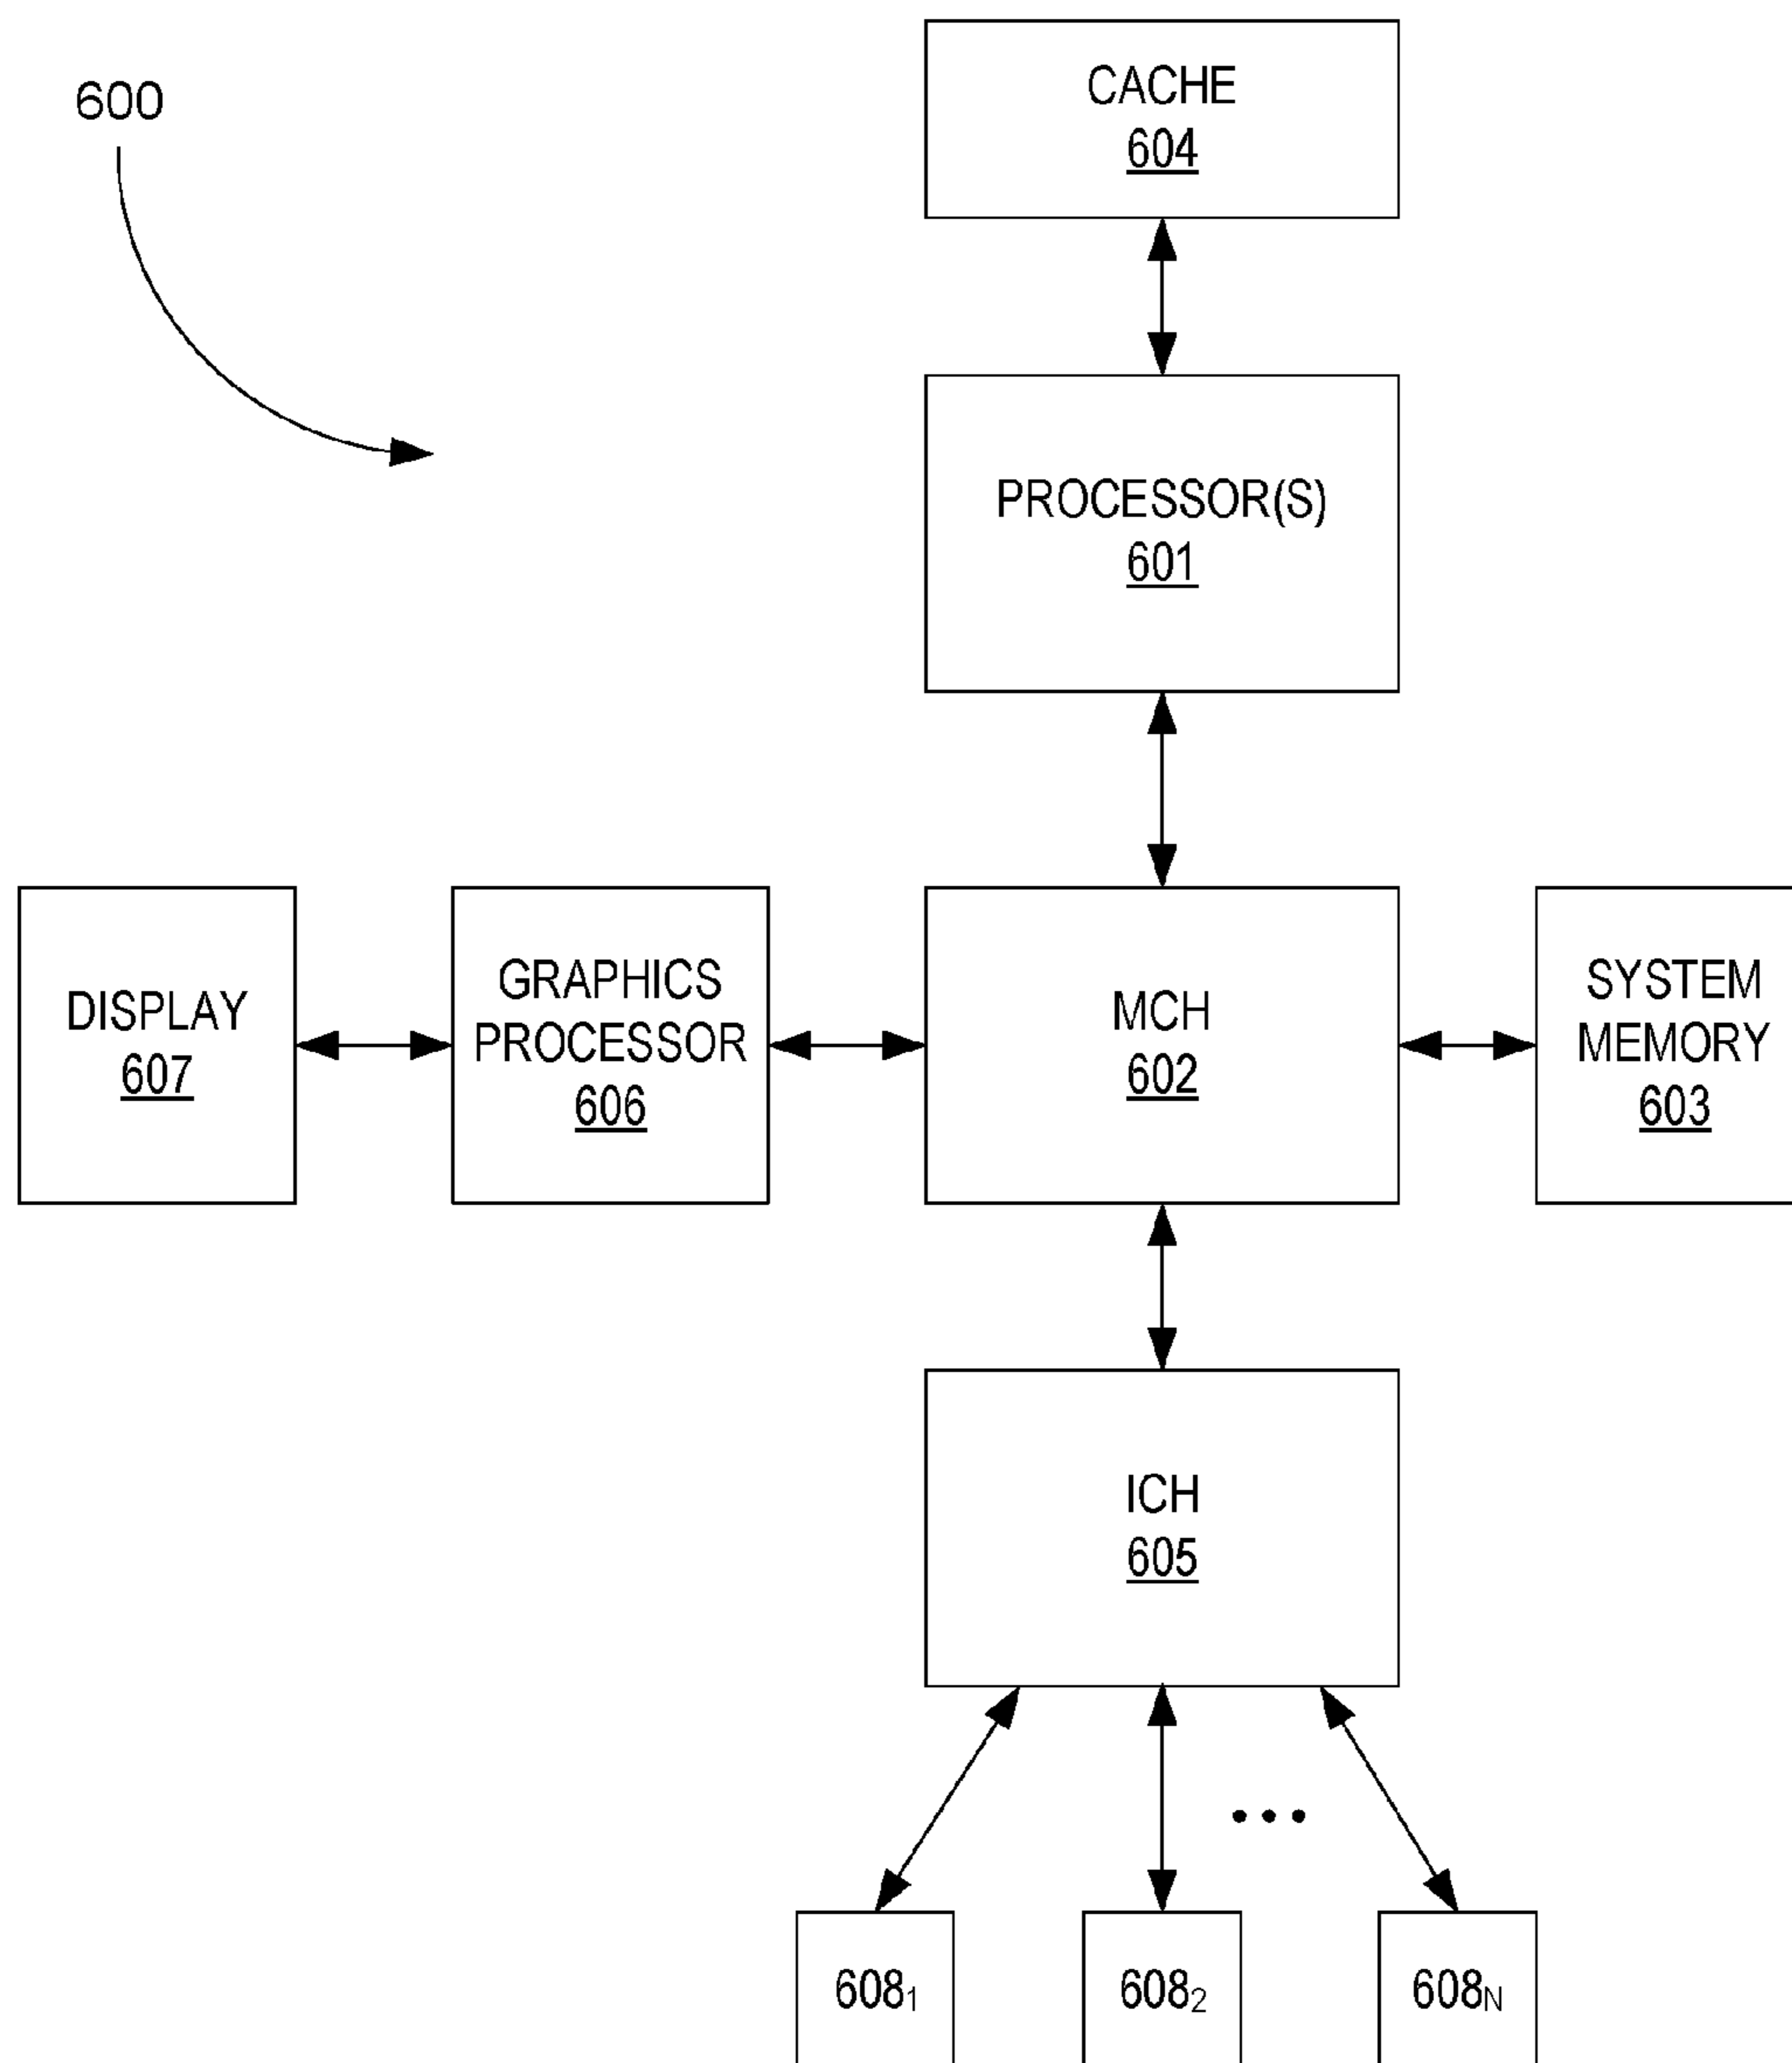 600
CACHE
604
PROCESSOR(S)
601
DISPLAY
607
GRAPHICS
PROCESSOR
606
MCH
602
SYSTEM
MEMORY
603
ICH
605
608₁
608₂
608N